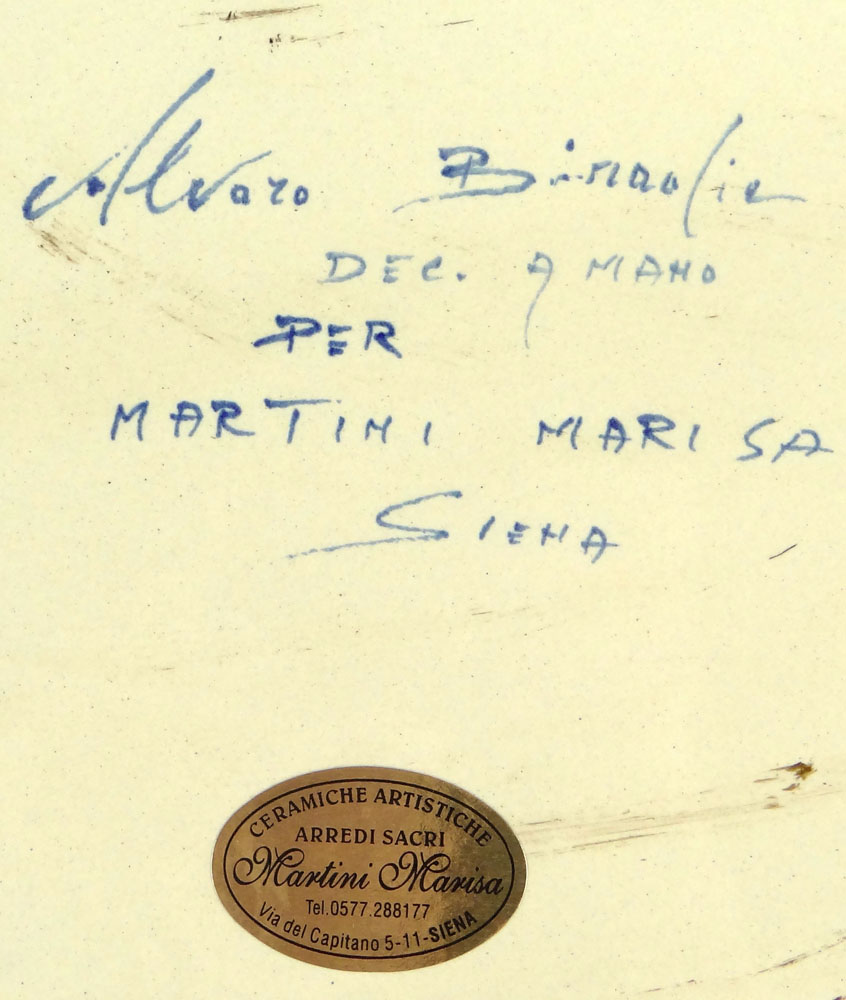 Alvaro
DEC. A MANO
PER
MARTINI MARISA
SIENA
CERAMICHE ARTISTICHE
ARREDI SACRI
Martini Marisa
Tel.0577.288177
Via del Capitano 5-11-SIENA